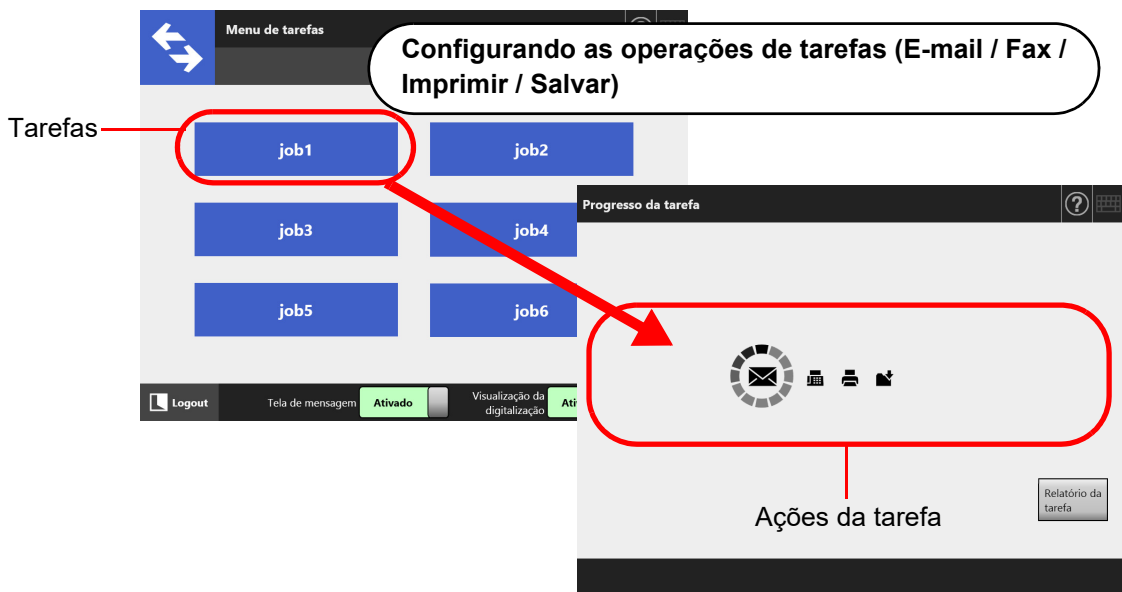 Menu de tarefas
Configurando as operações de tarefas (E-mail / Fax /
Imprimir / Salvar)
Tarefas
job1
job2
job3
job4
job5
job6
Logout
Tela de mensagem
Ativado
Visualização da
digitalização
Progresso da tarefa
?
Relatório da
tarefa
Ações da tarefa